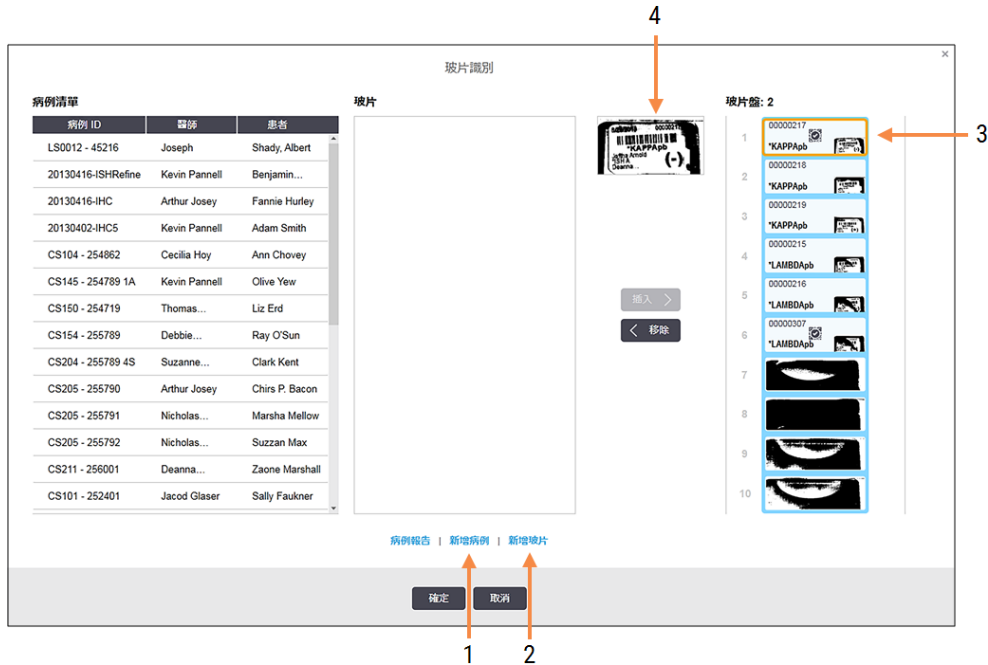 4
×
玻片識別
病例清單
玻片
玻片盤: 2
病例 ID 醫師 患者
LS0012 - 45216 Joseph Shady, Albert
20130416-ISHRefine Kevin Pannell Benjamin...
20130416-IHC Arthur Josey Fannie Hurley
20130402-IHC5 Kevin Pannell Adam Smith
CS104 - 254862 Cecilia Hoy Ann Chovey
CS145 - 254789 1A Kevin Pannell Olive Yew
CS150 - 254719 Thomas... Liz Erd
CS154 - 255789 Debbie... Ray O'Sun
CS204 - 255789 4S Suzanne... Clark Kent
CS205 - 255790 Arthur Josey Chirs P. Bacon
CS205 - 255791 Nicholas... Marsha Mellow
CS205 - 255792 Nicholas... Suzzan Max
CS211 - 256001 Deanna... Zaone Marshall
CS101 - 252401 Jacod Glaser Sally Faukner
*KAPPApb
Arnold
ISH A
Deanna...
(-)
插入
移除
1
00000217
*KAPPApb
3
2
00000218
*KAPPApb
3
00000219
*KAPPApb
4
00000215
*LAMBDApb
5
00000216
*LAMBDApb
6
00000307
*LAMBDApb
7
8
9
10
病例報告 | 新增病例 | 新增玻片
確定
取消
1
2